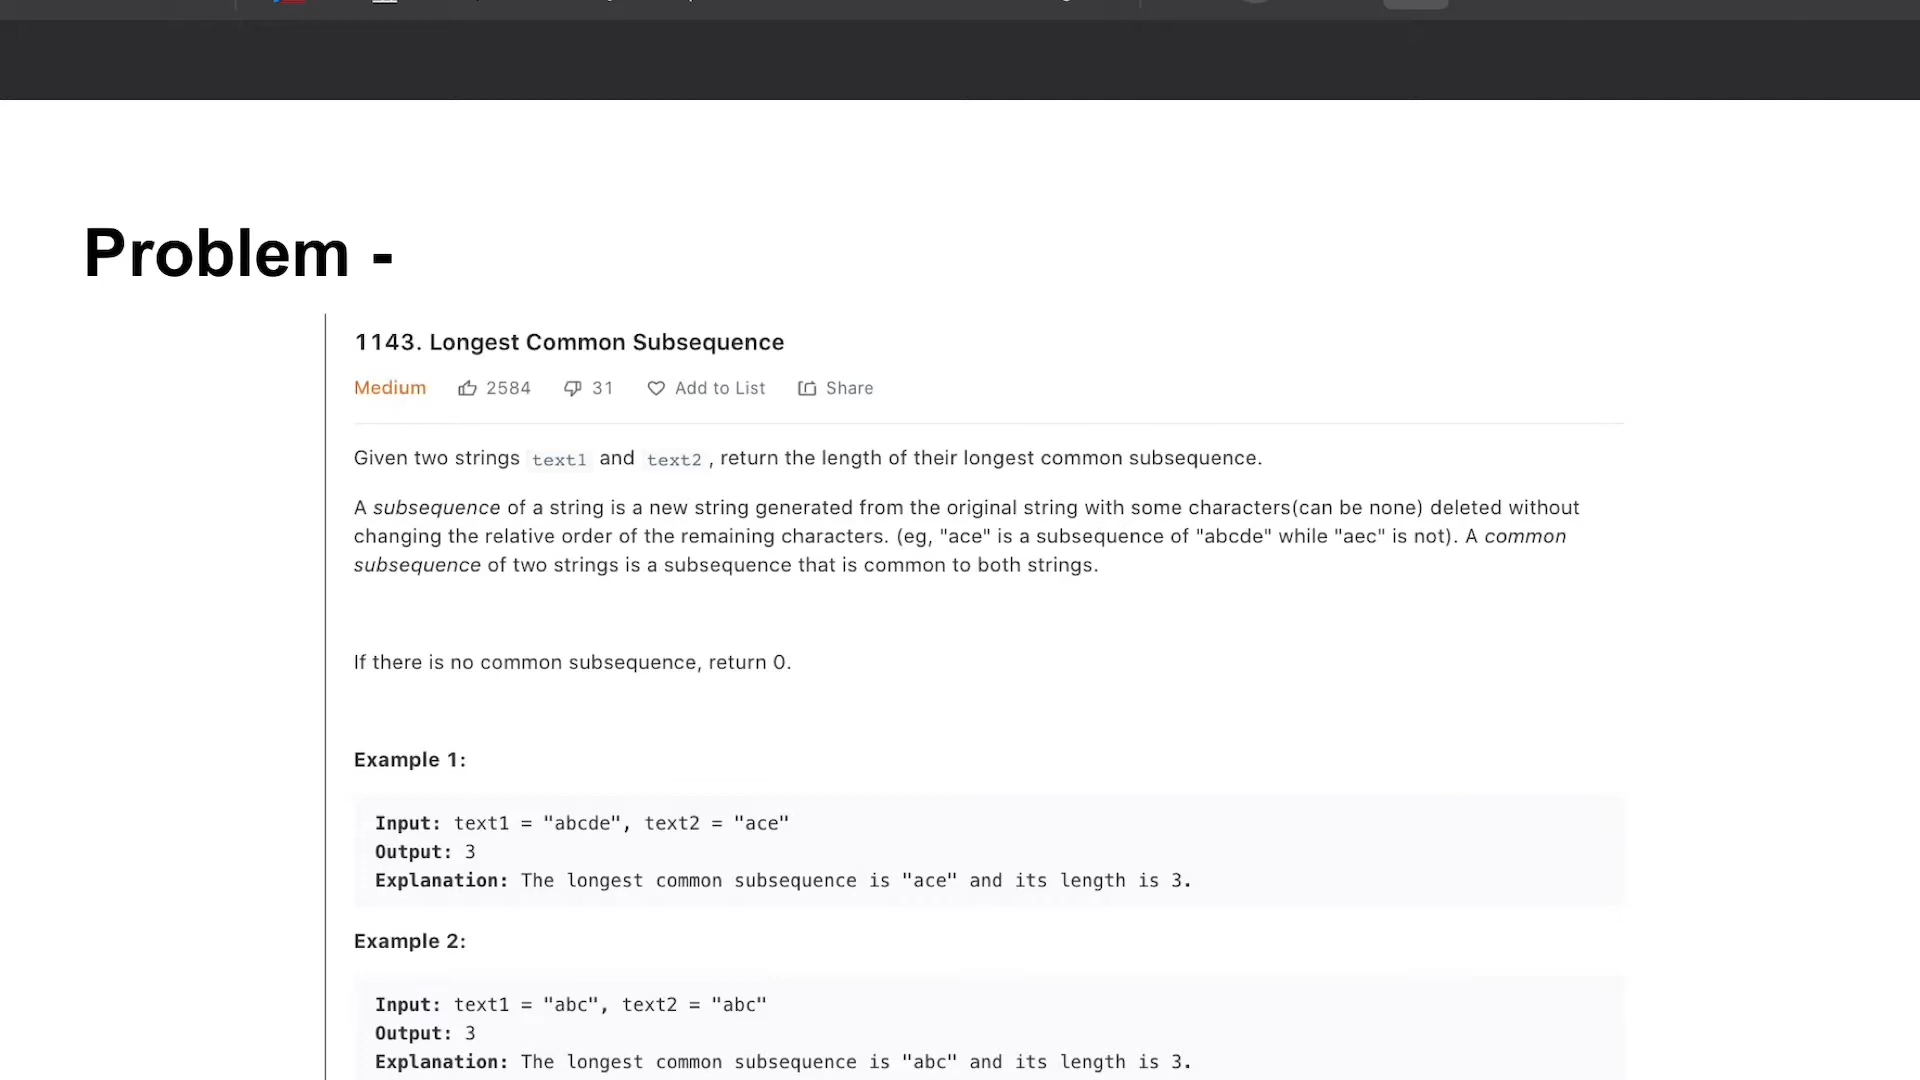 Problem -
1143. Longest Common Subsequence
Medium 2584 31 Add to List Share
Given two strings text1 and text2 , return the length of their longest common subsequence.
A subsequence of a string is a new string generated from the original string with some characters(can be none) deleted without
changing the relative order of the remaining characters. (eg, "ace" is a subsequence of "abcde" while "aec" is not). A common
subsequence of two strings is a subsequence that is common to both strings.
If there is no common subsequence, return 0.
Example 1:
Input: text1 = "abcde", text2 = "ace"
Output: 3
Explanation: The longest common subsequence is "ace" and its length is 3.
Example 2:
Input: text1 = "abc", text2 = "abc"
Output: 3
Explanation: The longest common subsequence is "abc" and its length is 3.